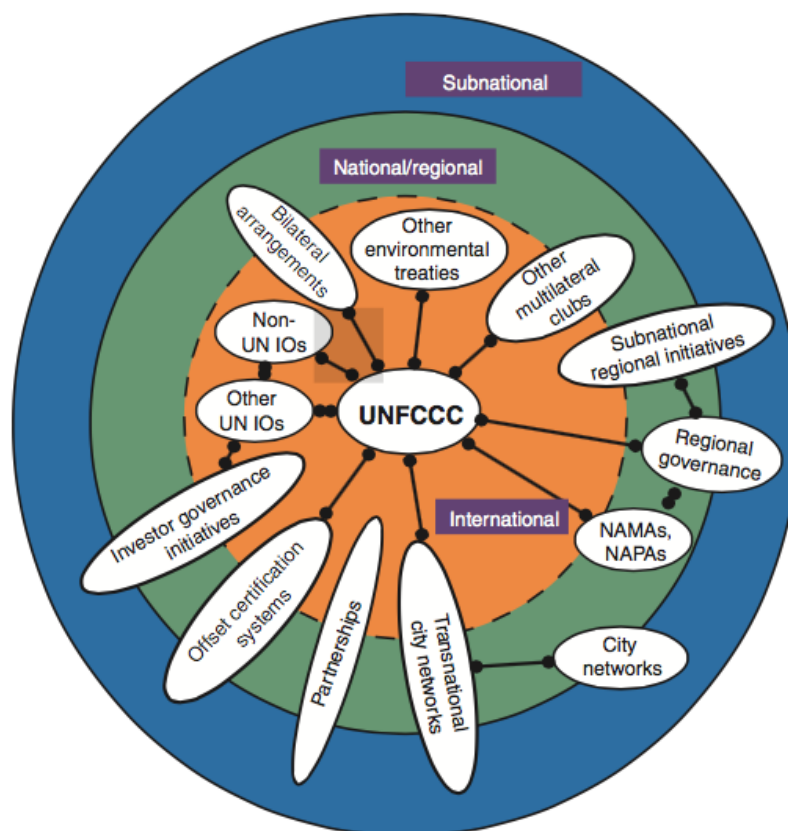 Subnational
National/regional
Bilateral
arrangements
Other
environmental
treaties
Other
multilateral
clubs
Non-
UN IOs
Subnational
regional initiatives
Other
UN IOs
UNFCCC
Regional
governance
Investor governance
initiatives
International
NAMAs,
NAPAs
Offset certification
systems
Partnerships
Transnational
city networks
City
networks